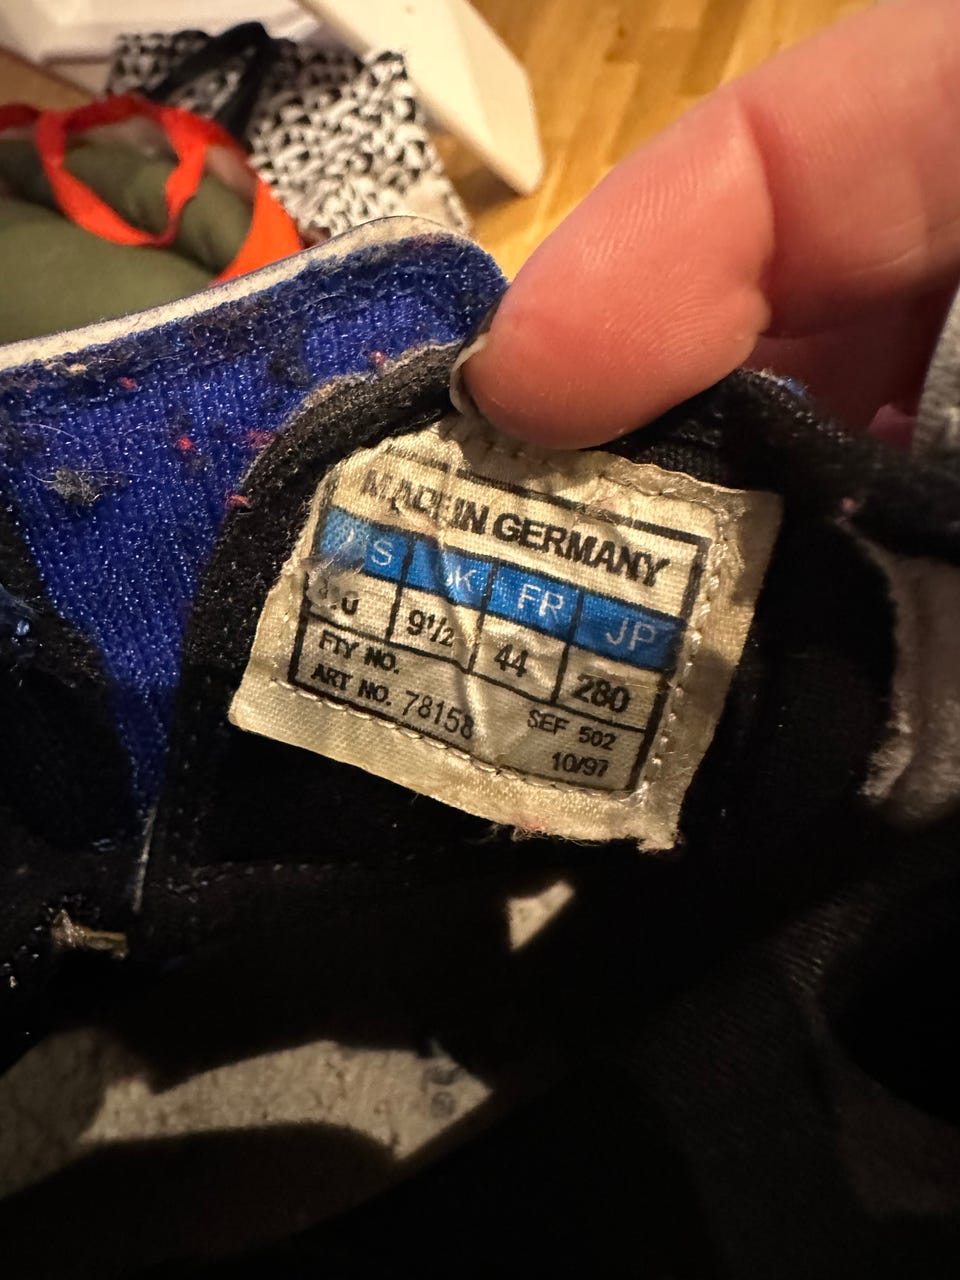 MADE IN GERMANY
UK FR JP
9½ 44 280
FTY NO. SEF 502
ART NO. 78158 10/97